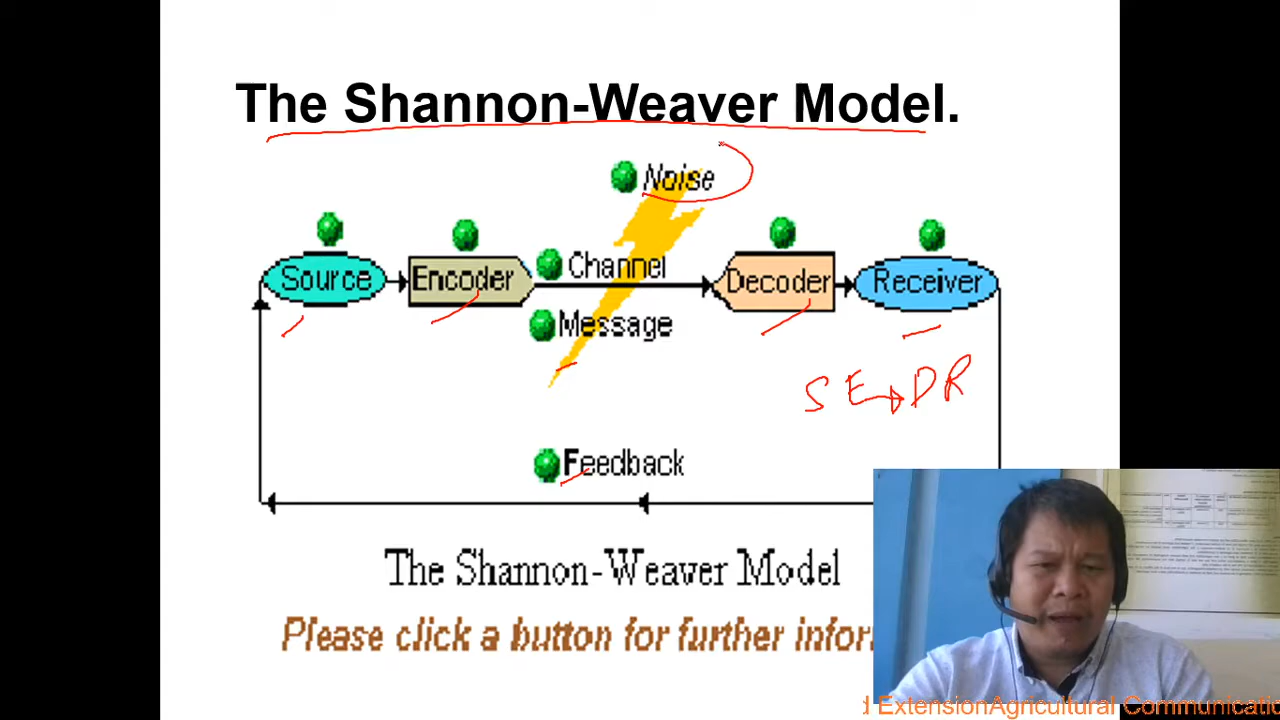 The Shannon-Weaver Model.
Noise
Source
Encoder
Channel
Decoder
Receiver
Message
S E DR
Feedback
The Shannon-Weaver Model
Please click a button for further infor
d ExtensionAgricultural Communicatio